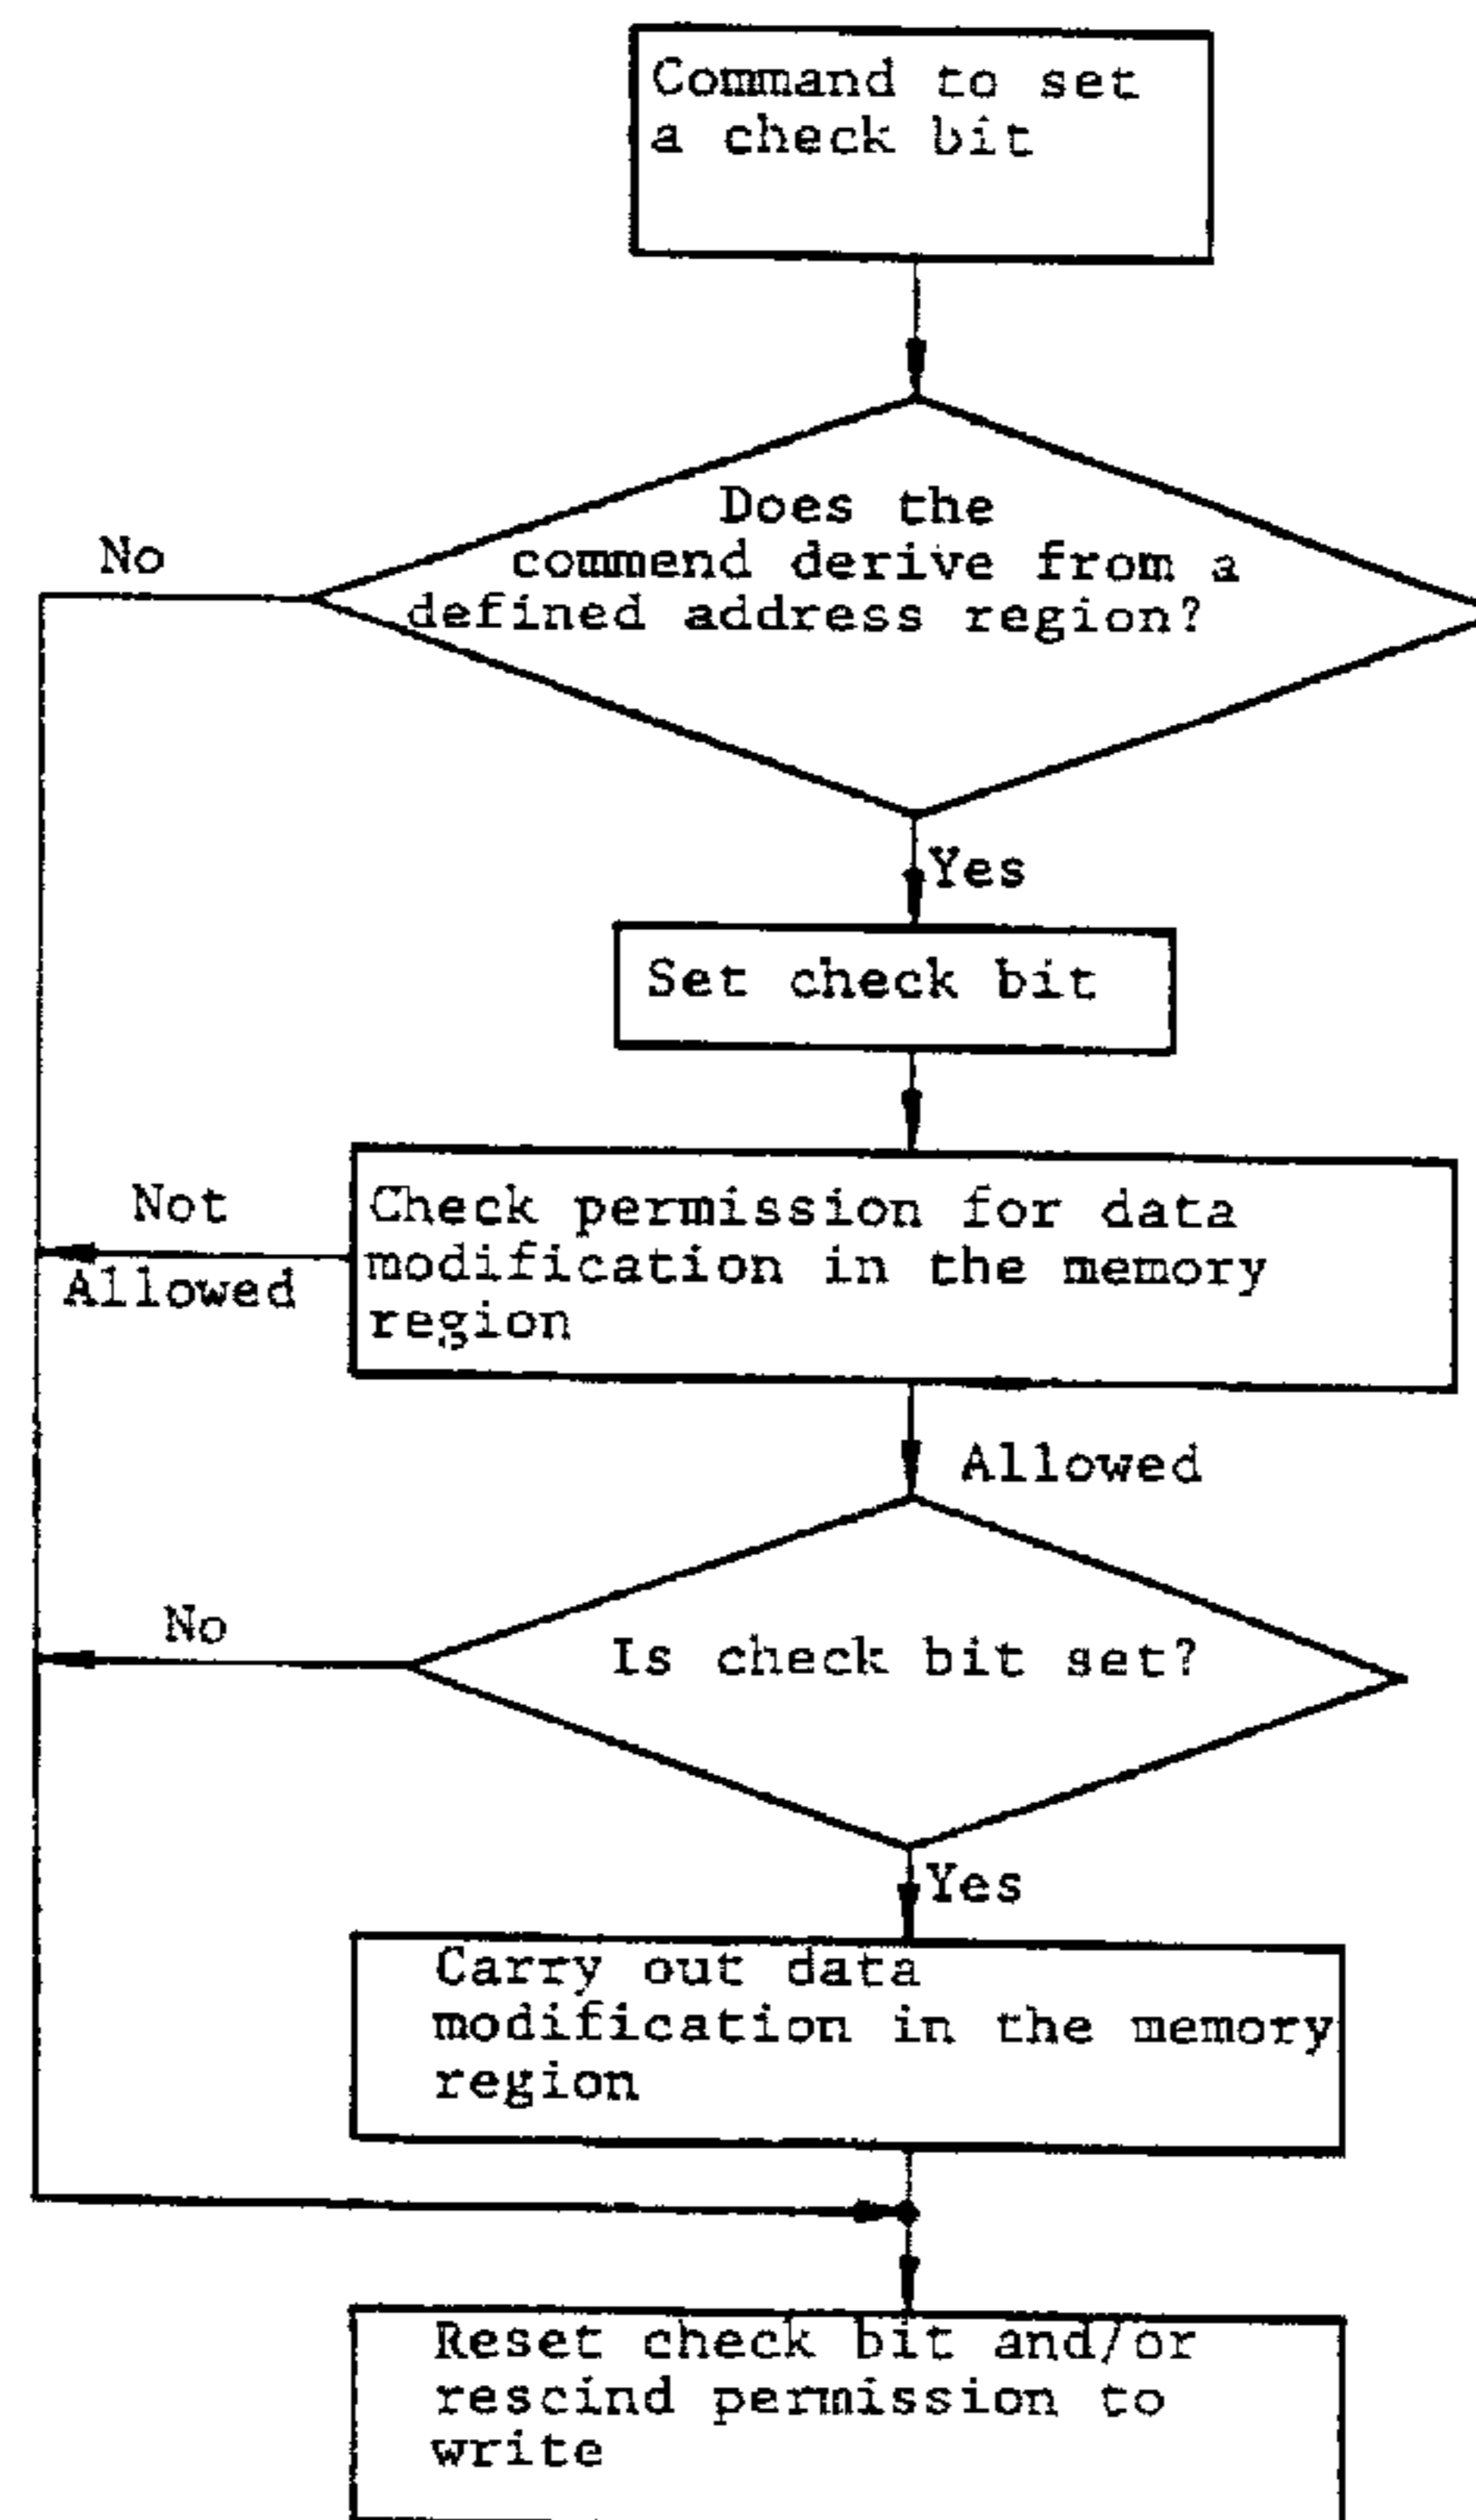 Command to set
a check bit
Does the
No
commend derive from a
defined address region?
Yes
Set check bit
Not
Allowed
Check permission for data
modification in the memory
region
Allowed
No
Is check bit set?
Yes
Carry out data
modification in the memory
region
Reset check bit and/or
rescind permission to
write